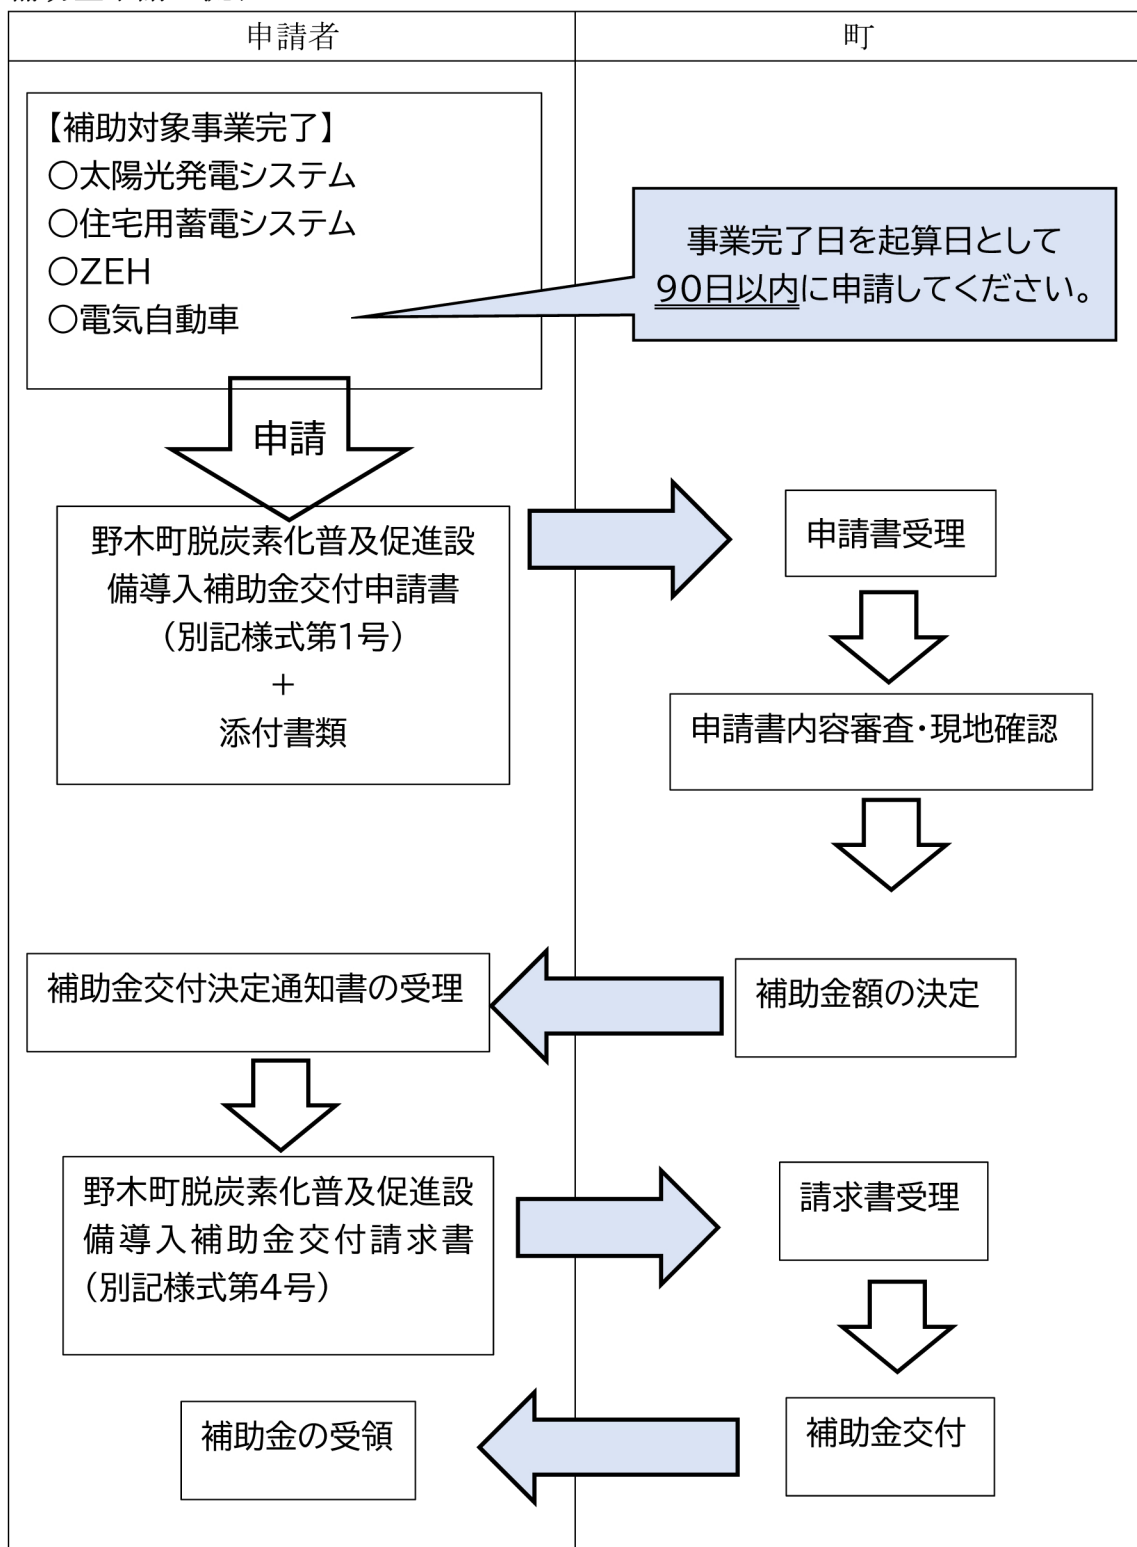 申請者
町
【補助対象事業完了】
○太陽光発電システム
○住宅用蓄電システム
○ZEH
○電気自動車
事業完了日を起算日として
90日以内に申請してください。
申請
野木町脱炭素化普及促進設
備導入補助金交付申請書
（別記様式第1号）
＋
添付書類
申請書受理
申請書内容審査・現地確認
補助金額の決定
補助金交付決定通知書の受理
野木町脱炭素化普及促進設
備導入補助金交付請求書
（別記様式第4号）
請求書受理
補助金交付
補助金の受領